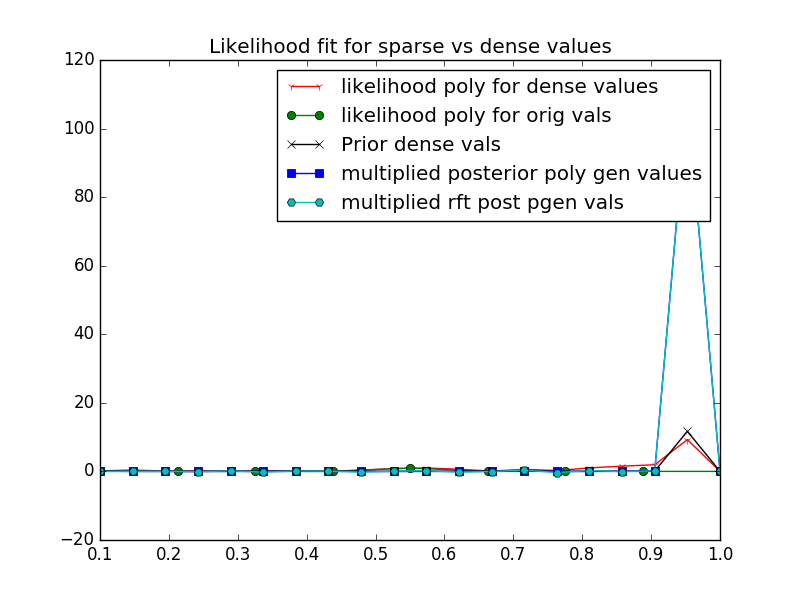 Likelihood fit for sparse vs dense values
likelihood poly for dense values
likelihood poly for orig vals
Prior dense vals
multiplied posterior poly gen values
multiplied rft post pgen vals
120
100
80
60
40
20
0
−20
0.1 0.2 0.3 0.4 0.5 0.6 0.7 0.8 0.9 1.0